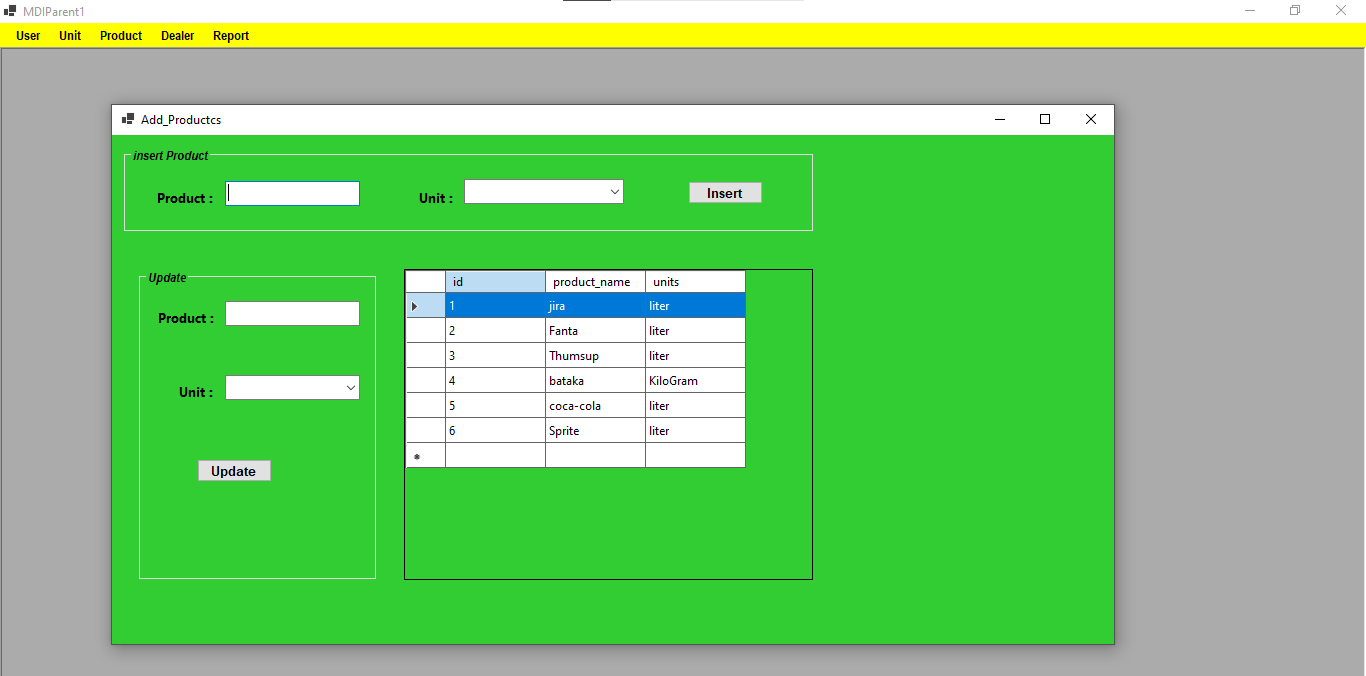 MDIParent1
User Unit Product Dealer Report
Add_Productcs
insert Product
Product : Unit : Insert
Update
Product :
Unit :
Update
id product_name units
1 jira liter
2 Fanta liter
3 Thumsup liter
4 bataka KiloGram
5 coca-cola liter
6 Sprite liter